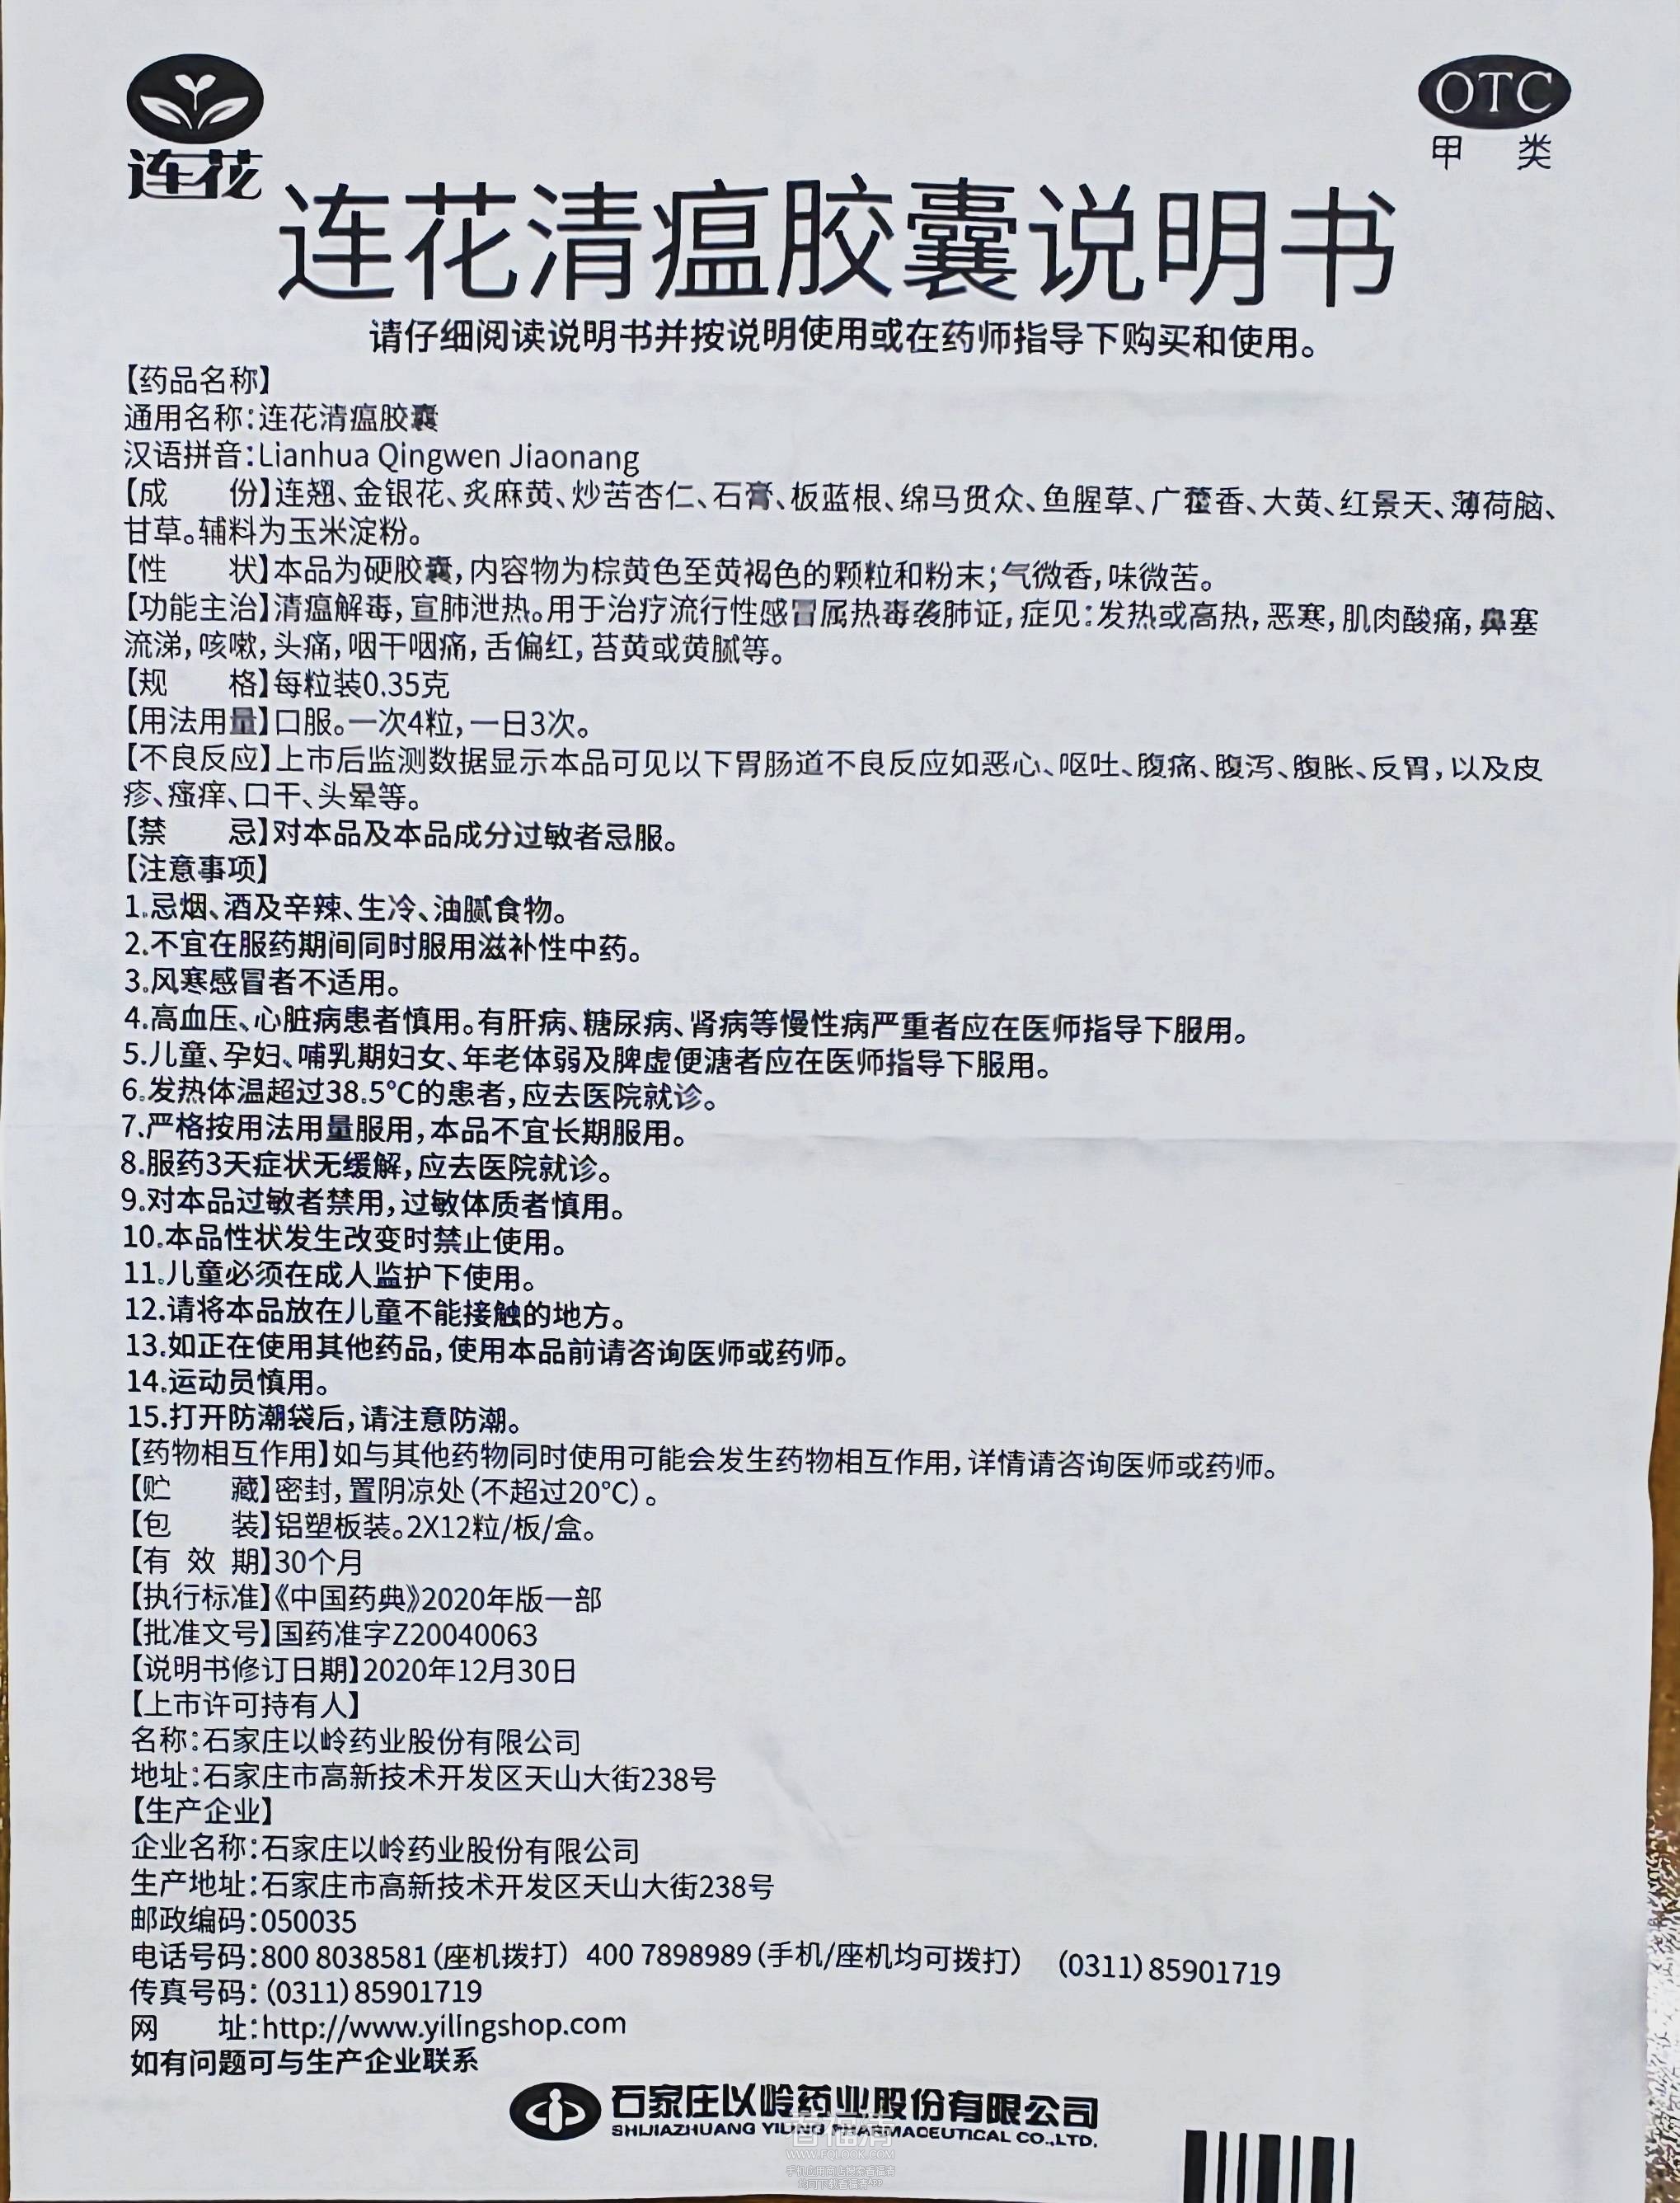 连花
OTC
甲 类
连花清瘟胶囊说明书
请仔细阅读说明书并按说明使用或在药师指导下购买和使用。
【药品名称】
通用名称:连花清瘟胶囊
汉语拼音:Lianhua Qingwen Jiaonang
【成 份】连翘、金银花、炙麻黄、炒苦杏仁、石膏、板蓝根、绵马贯众、鱼腥草、广藿香、大黄、红景天、薄荷脑、
甘草。辅料为玉米淀粉。
【性 状】本品为硬胶囊,内容物为棕黄色至黄褐色的颗粒和粉末;气微香,味微苦。
【功能主治】清瘟解毒,宣肺泄热。用于治疗流行性感冒属热毒袭肺证,症见:发热或高热,恶寒,肌肉酸痛,鼻塞
流涕,咳嗽,头痛,咽干咽痛,舌偏红,苔黄或黄腻等。
【规 格】每粒装0.35克
【用法用量】口服。一次4粒,一日3次。
【不良反应】上市后监测数据显示本品可见以下胃肠道不良反应如恶心、呕吐、腹痛、腹泻、腹胀、反胃,以及皮
疹、瘙痒、口干、头晕等。
【禁 忌】对本品及本品成分过敏者忌服。
【注意事项】
1.忌烟、酒及辛辣、生冷、油腻食物。
2.不宜在服药期间同时服用滋补性中药。
3.风寒感冒者不适用。
4.高血压、心脏病患者慎用。有肝病、糖尿病、肾病等慢性病严重者应在医师指导下服用。
5.儿童、孕妇、哺乳期妇女、年老体弱及脾虚便溏者应在医师指导下服用。
6.发热体温超过38.5℃的患者,应去医院就诊。
7.严格按用法用量服用,本品不宜长期服用。
8.服药3天症状无缓解,应去医院就诊。
9.对本品过敏者禁用,过敏体质者慎用。
10.本品性状发生改变时禁止使用。
11.儿童必须在成人监护下使用。
12.请将本品放在儿童不能接触的地方。
13.如正在使用其他药品,使用本品前请咨询医师或药师。
14.运动员慎用。
15.打开防潮袋后,请注意防潮。
【药物相互作用】如与其他药物同时使用可能会发生药物相互作用,详情请咨询医师或药师。
【贮 藏】密封,置阴凉处(不超过20℃)。
【包 装】铝塑板装。2X12粒/板/盒。
【有 效 期】30个月
【执行标准】《中国药典》2020年版一部
【批准文号】国药准字Z20040063
【说明书修订日期】2020年12月30日
【上市许可持有人】
名称:石家庄以岭药业股份有限公司
地址:石家庄市高新技术开发区天山大街238号
【生产企业】
企业名称:石家庄以岭药业股份有限公司
生产地址:石家庄市高新技术开发区天山大街238号
邮政编码:050035
电话号码:800 8038581(座机拨打) 400 7898989(手机/座机均可拨打) (0311)85901719
传真号码:(0311)85901719
网 址:http://www.yilingshop.com
如有问题可与生产企业联系
石家庄以岭药业股份有限公司
SHIJIAZHUANG YILING PHARMACEUTICAL CO.,LTD.
看福清
WWW.FQLOOK.COM
手机应用商店搜索看福清
均可下载看福清APP